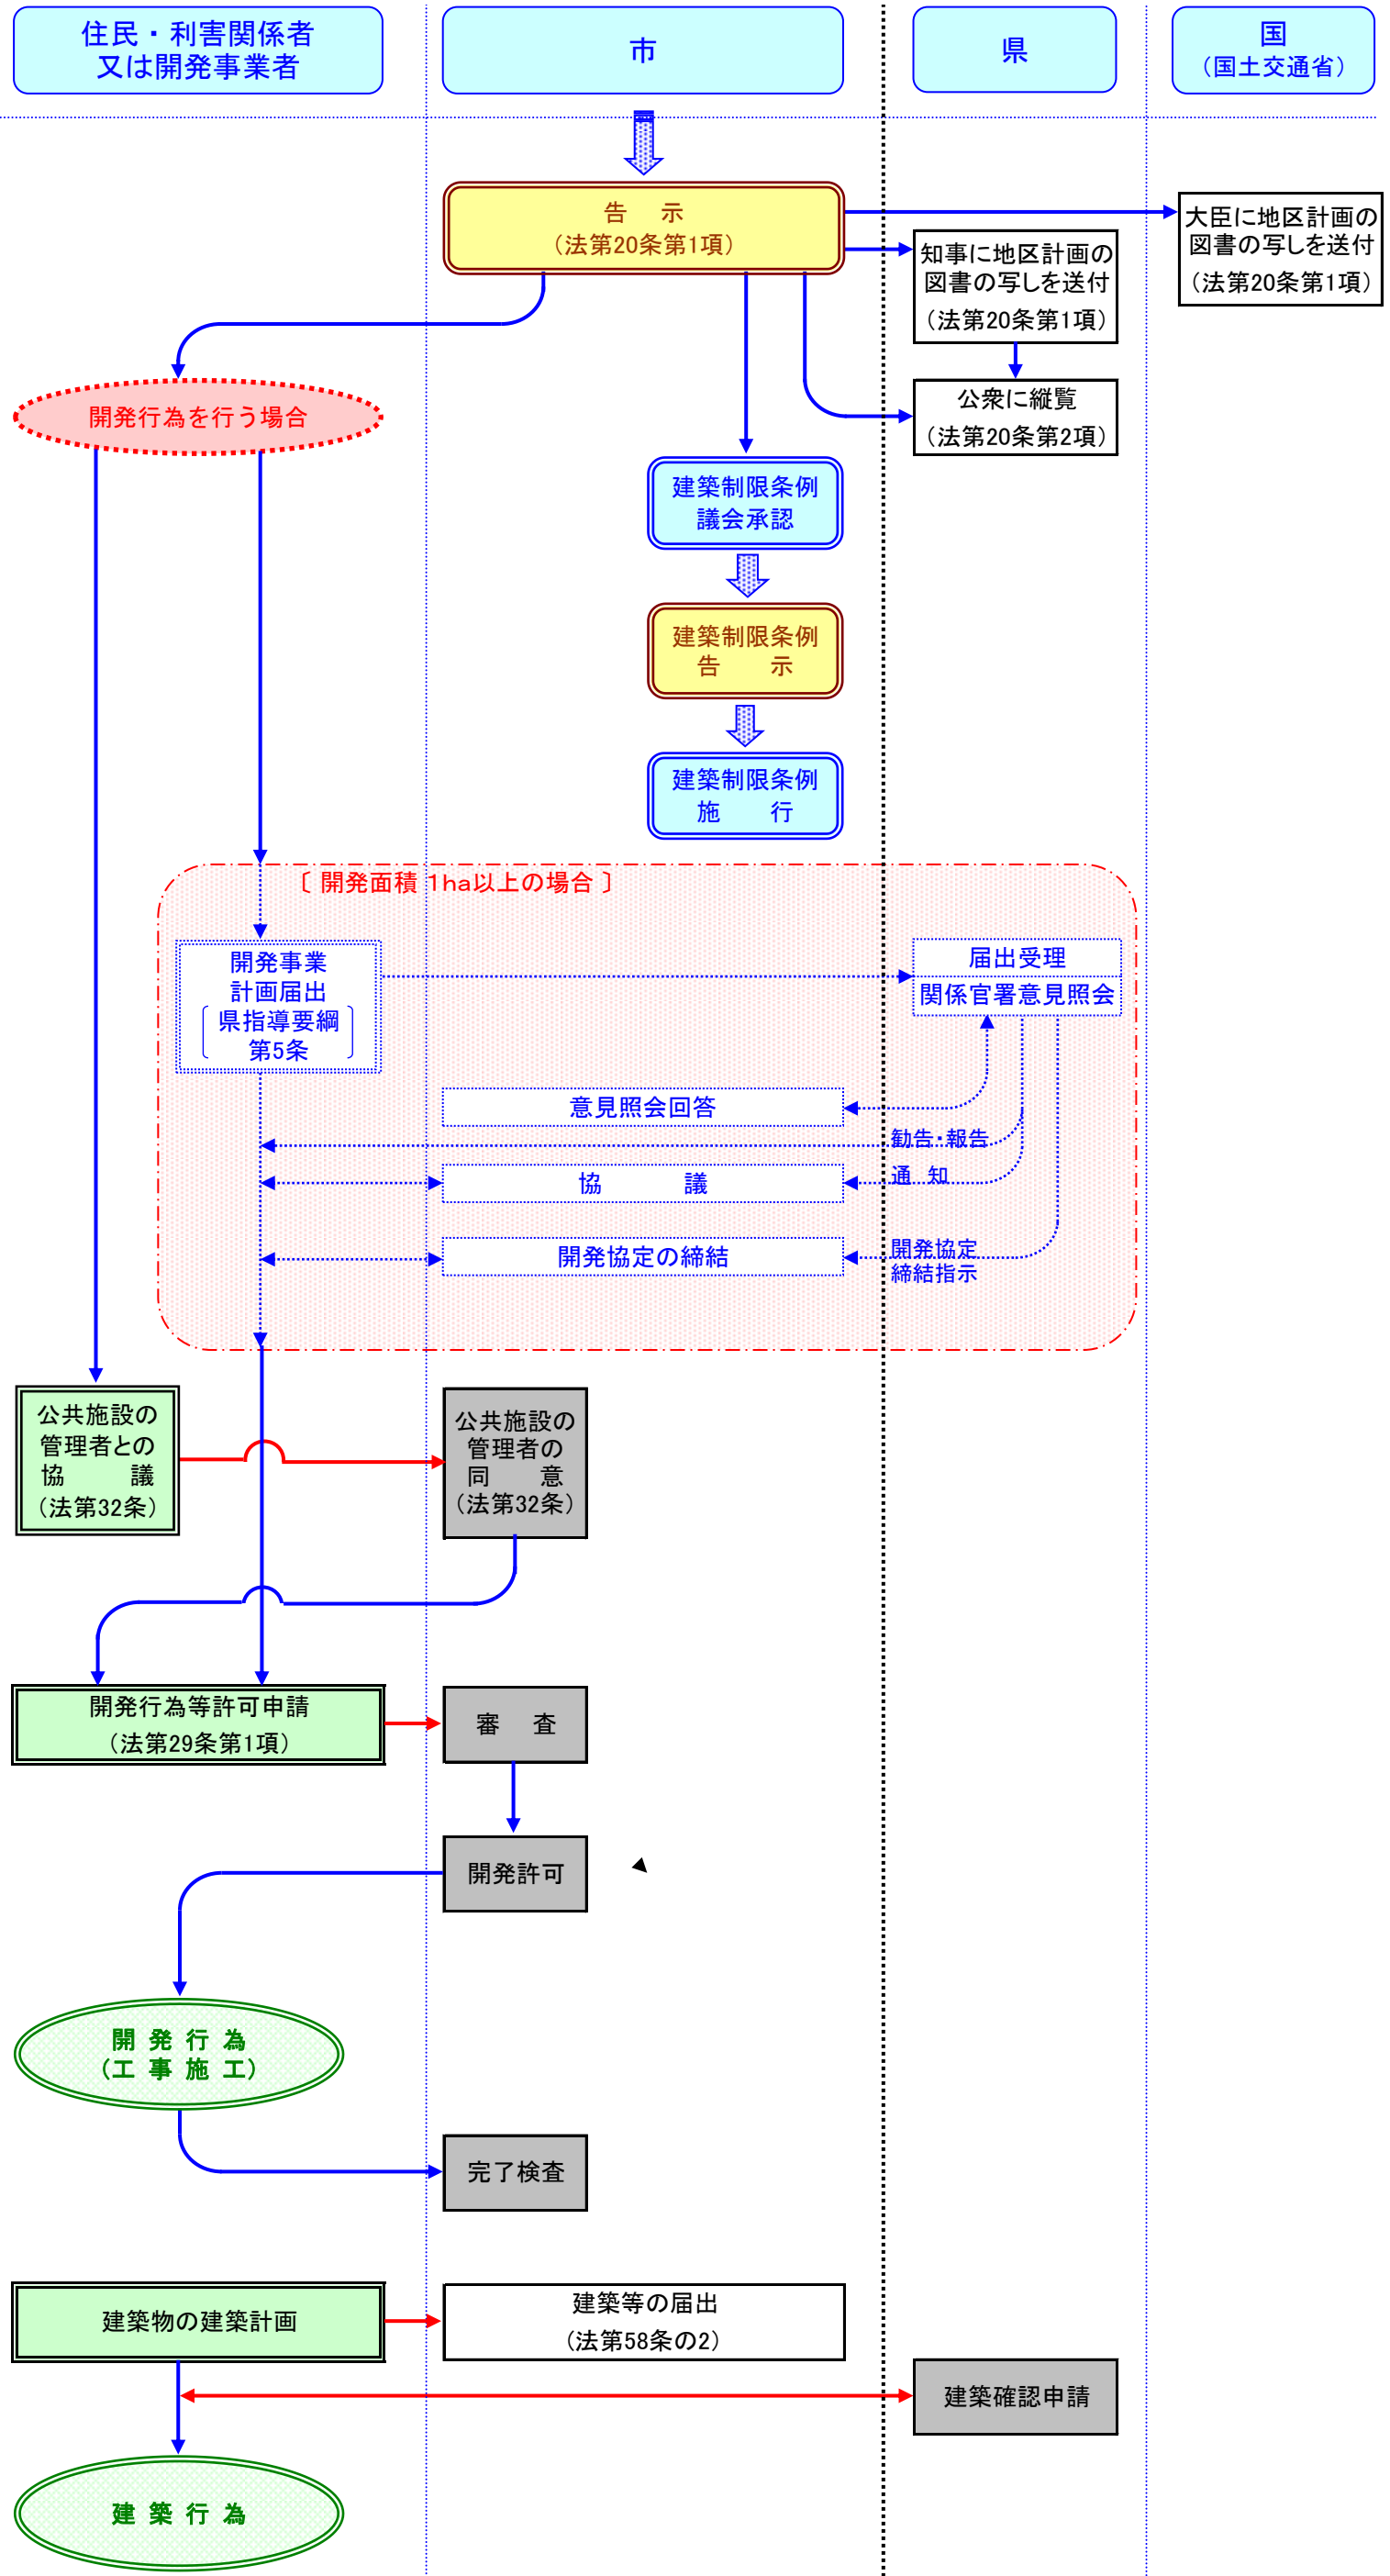 住民・利害関係者
又は開発事業者
市
県
国
（国土交通省）
告　示
（法第20条第1項）
大臣に地区計画の
図書の写しを送付
（法第20条第1項）
知事に地区計画の
図書の写しを送付
（法第20条第1項）
開発行為を行う場合
公衆に縦覧
（法第20条第2項）
建築制限条例
議会承認
建築制限条例
告　　示
建築制限条例
施　　行
〔 開発面積 1ha以上の場合 〕
開発事業
計画届出
県指導要綱
第5条
届出受理
関係官署意見照会
意見照会回答
勧告・報告
協　　　議
通　知
開発協定の締結
開発協定
締結指示
公共施設の
管理者との
協　　　議
（法第32条）
公共施設の
管理者の
同　　意
（法第32条）
開発行為等許可申請
（法第29条第1項）
審　査
開発許可
開 発 行 為
（工 事 施 工）
完了検査
建築物の建築計画
建築等の届出
（法第58条の2）
建築確認申請
建 築 行 為